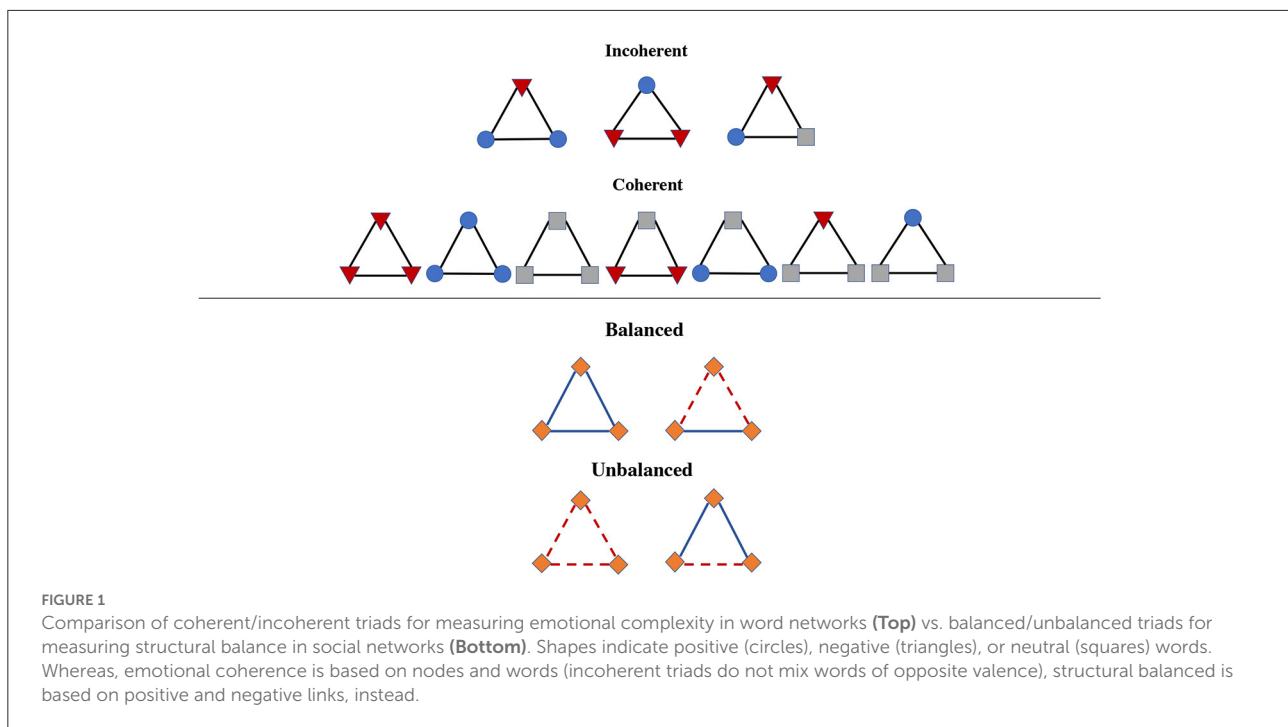 Incoherent
Coherent
Balanced
Unbalanced
FIGURE 1
Comparison of coherent/incoherent triads for measuring emotional complexity in word networks (Top) vs. balanced/unbalanced triads for
measuring structural balance in social networks (Bottom). Shapes indicate positive (circles), negative (triangles), or neutral (squares) words.
Whereas, emotional coherence is based on nodes and words (incoherent triads do not mix words of opposite valence), structural balanced is
based on positive and negative links, instead.